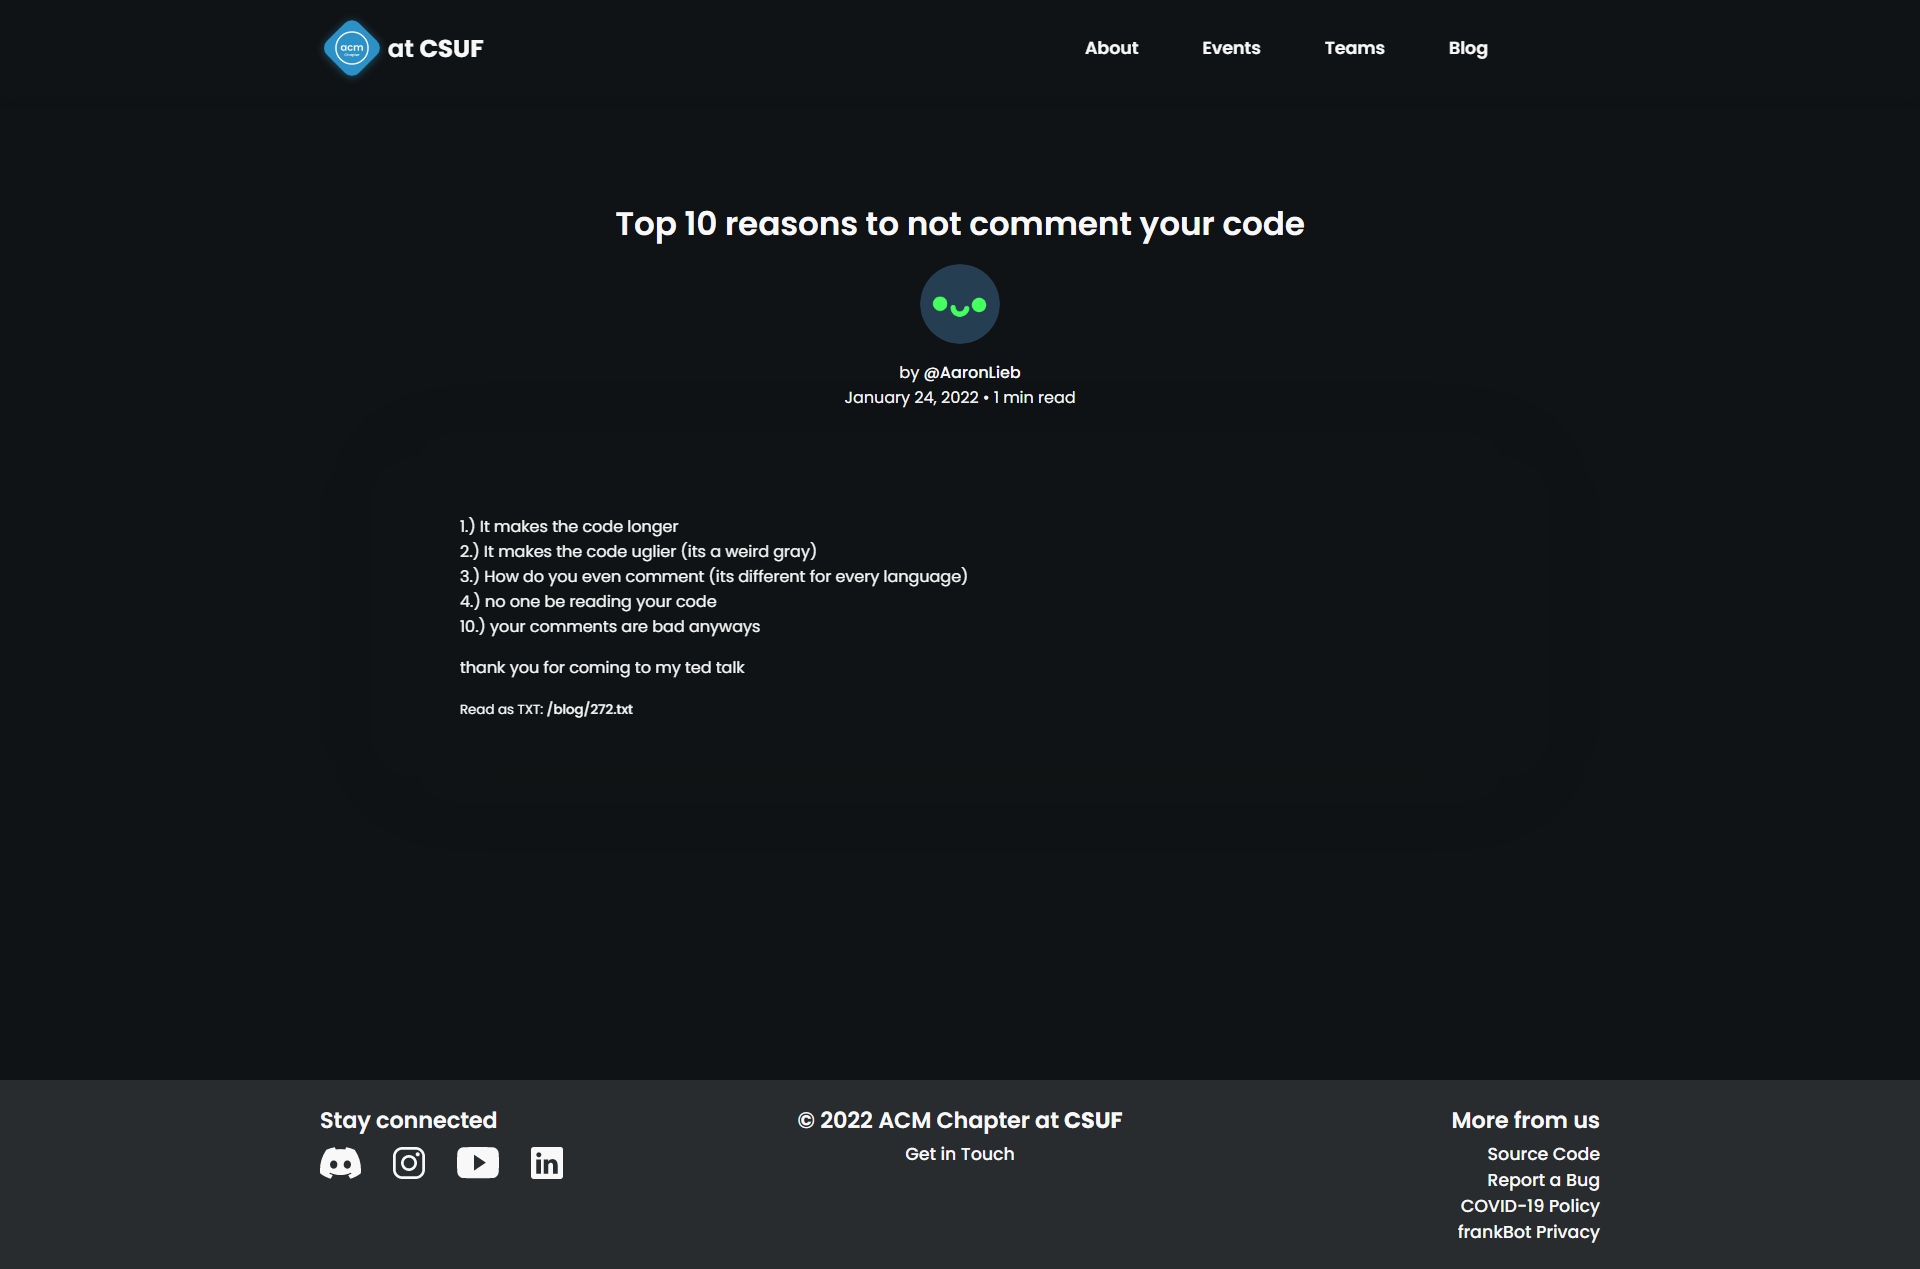 acm
Chapter
at CSUF
About
Events
Teams
Blog
Top 10 reasons to not comment your code
by @AaronLieb
January 24, 2022 • 1 min read
1.) It makes the code longer
2.) It makes the code uglier (its a weird gray)
3.) How do you even comment (its different for every language)
4.) no one be reading your code
10.) your comments are bad anyways
thank you for coming to my ted talk
Read as TXT: /blog/272.txt
Stay connected
in
© 2022 ACM Chapter at CSUF
Get in Touch
More from us
Source Code
Report a Bug
COVID-19 Policy
frankBot Privacy